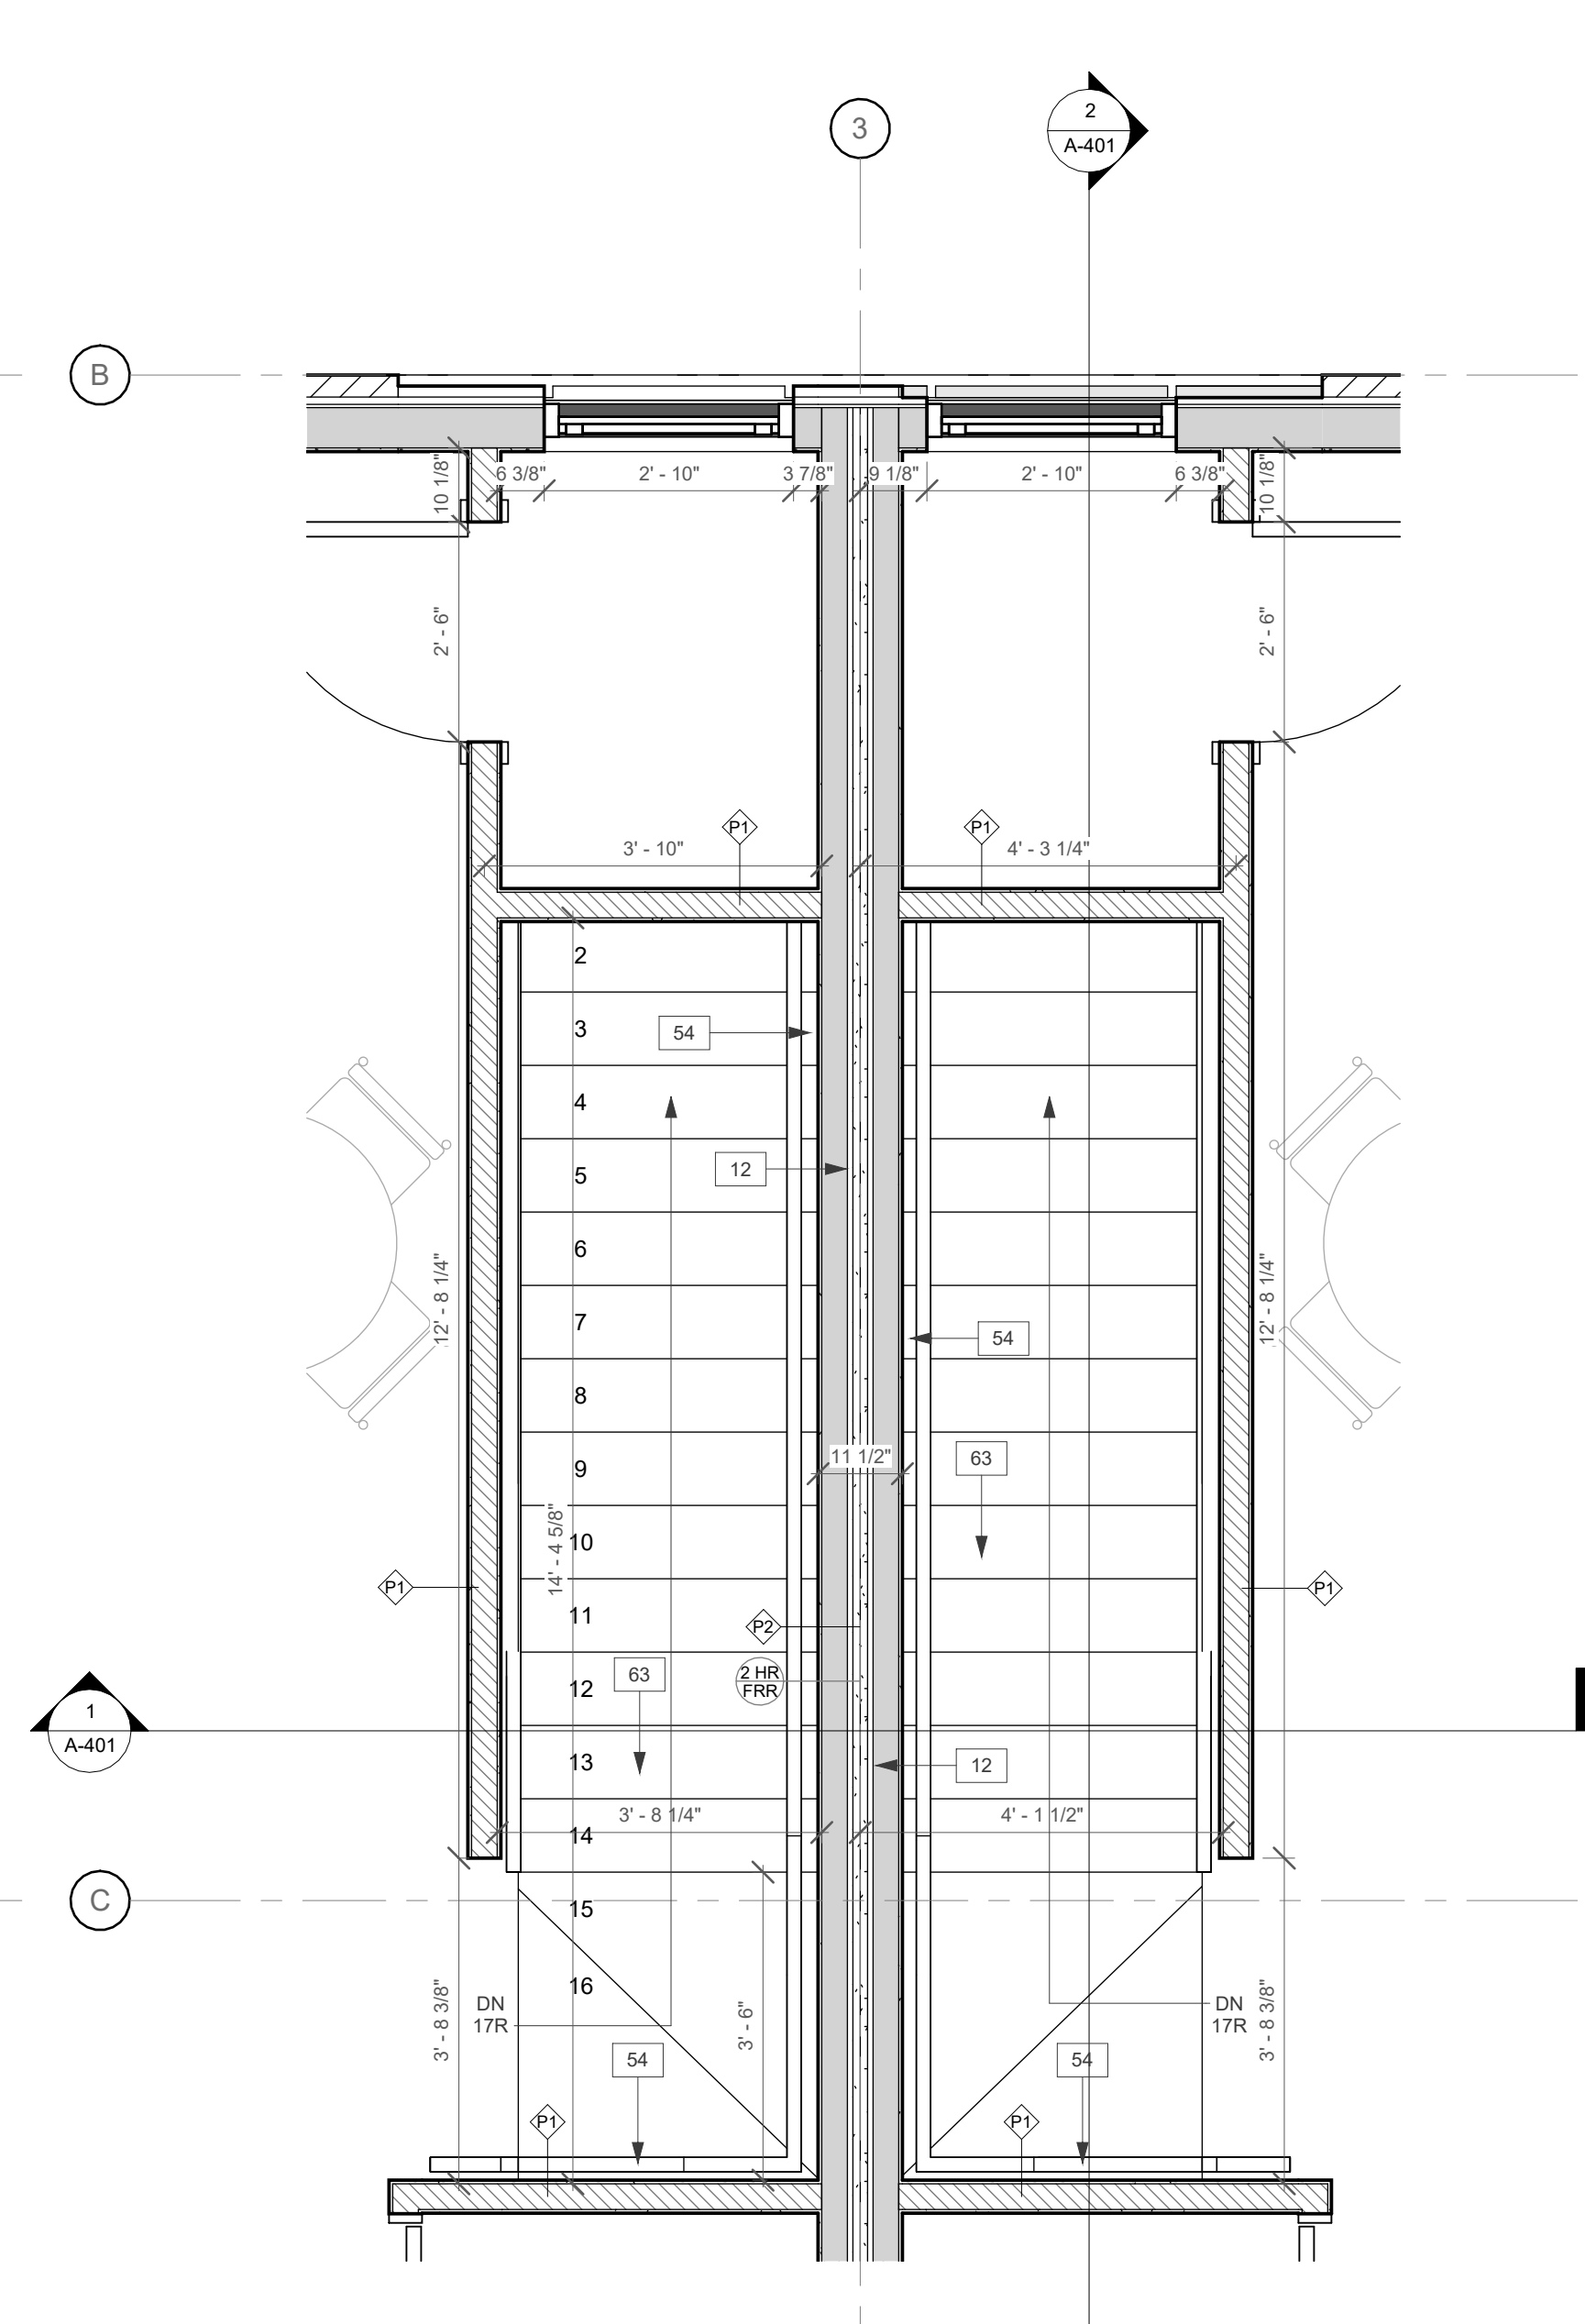 3
2
A-401
B
10 1/8"
6 3/8"
2' - 10"
3 7/8"
9 1/8"
2' - 10"
6 3/8"
10 1/8"
2' - 6"
2' - 6"
P1
P1
3' - 10"
4' - 3 1/4"
2
3
54
4
12
5
6
12' - 8 1/4"
12' - 8 1/4"
7
54
8
11 1/2"
63
9
14' - 4 5/8"
10
P1
P1
11
P2
63
2 HR
FRR
12
1
A-401
13
12
3' - 8 1/4"
4' - 1 1/2"
14
C
15
16
DN
17R
DN
17R
3' - 8 3/8"
3' - 6"
3' - 8 3/8"
54
54
P1
P1